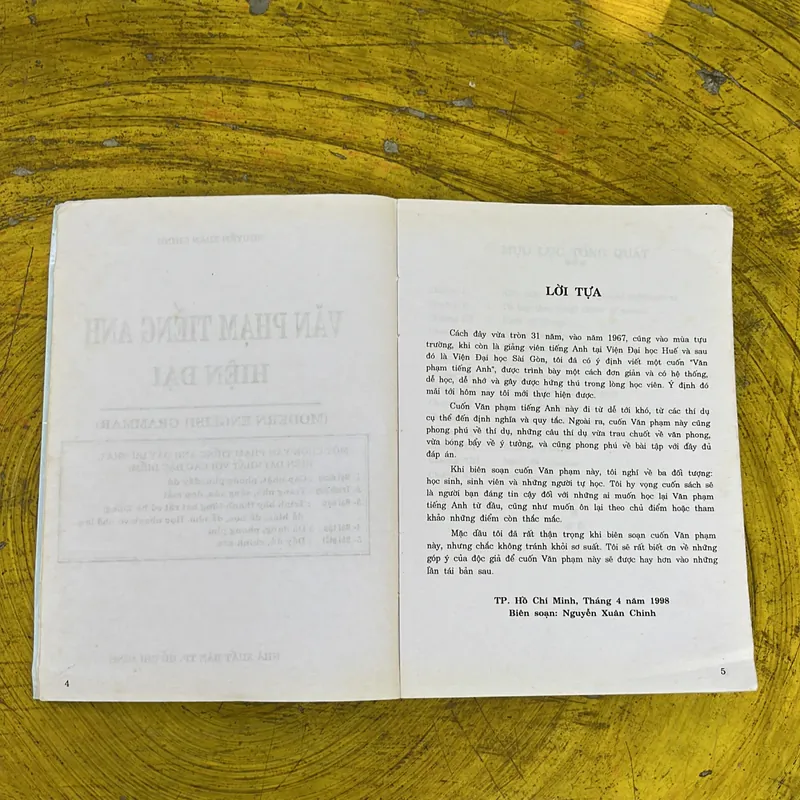 4
LỜI TỰA
Cách đây vừa tròn 31 năm, vào năm 1967, cũng vào mùa tựu
trường, khi còn là giảng viên tiếng Anh tại Viện Đại học Huế và sau
đó là Viện Đại học Sài Gòn, tôi đã có ý định viết một cuốn "Văn
phạm tiếng Anh", được trình bày một cách đơn giản và có hệ thống,
dễ học, dễ nhớ và gây được hứng thú trong lòng học viên. Ý định đó
mãi tới hôm nay tôi mới thực hiện được.
Cuốn Văn phạm tiếng Anh này đi từ dễ tới khó, từ các thí dụ
cụ thể đến định nghĩa và quy tắc. Ngoài ra, cuốn Văn phạm này cũng
phong phú về thí dụ, những câu thí dụ vừa trau chuốt về văn phong,
vừa bóng bẩy về ý tưởng, và cũng phong phú về bài tập với đầy đủ
đáp án.
Khi biên soạn cuốn Văn phạm này, tôi nghĩ về ba đối tượng:
học sinh, sinh viên và những người tự học. Tôi hy vọng cuốn sách sẽ
là người bạn đáng tin cậy đối với những ai muốn học lại Văn phạm
tiếng Anh từ đầu, cũng như muốn ôn lại theo chủ điểm hoặc tham
khảo những điểm còn thắc mắc.
Mặc dầu tôi đã rất thận trọng khi biên soạn cuốn Văn phạm
này, nhưng chắc không tránh khỏi sơ suất. Tôi sẽ rất biết ơn về những
góp ý của độc giả để cuốn Văn phạm này sẽ được hay hơn vào những
lần tái bản sau.
TP. Hồ Chí Minh, Tháng 4 năm 1998
Biên soạn: Nguyễn Xuân Chinh
5